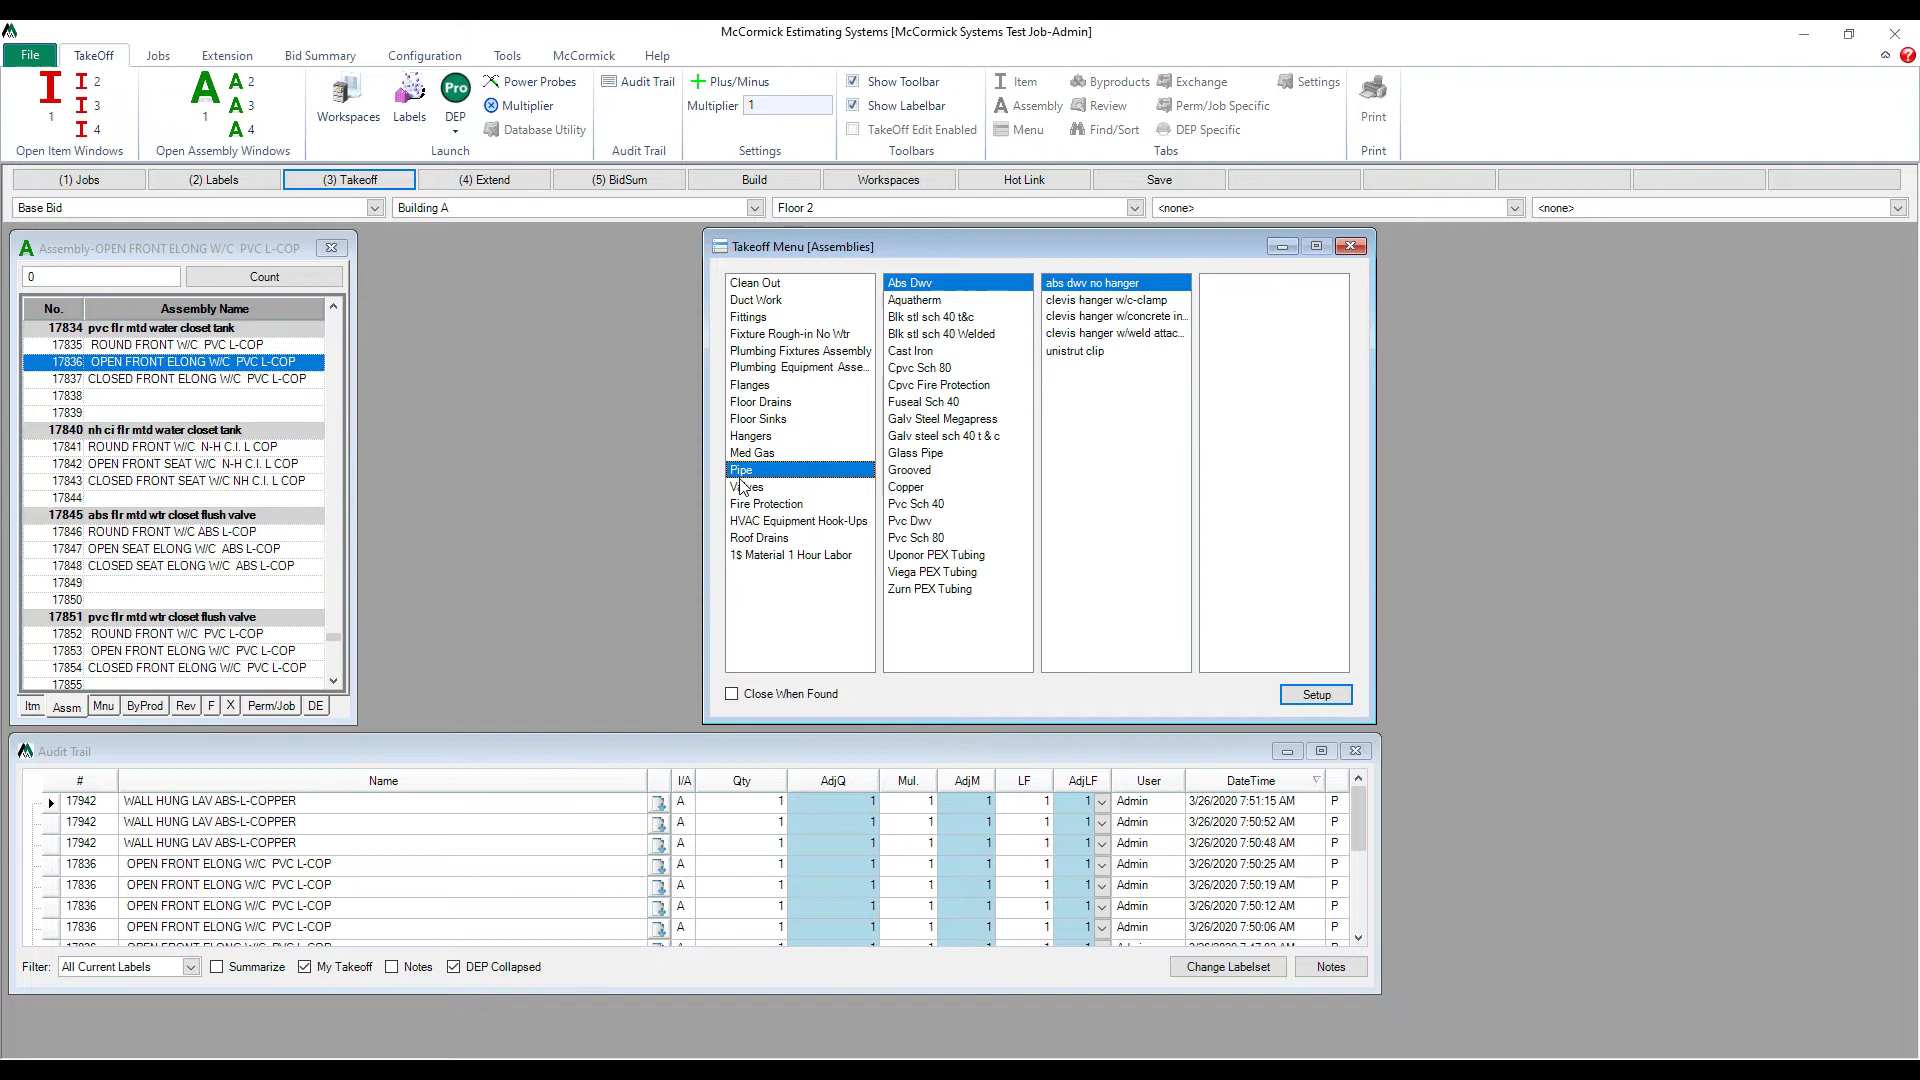 McCormick Estimating Systems [McCormick Systems Test Job-Admin]
File TakeOff Jobs Extension Bid Summary Configuration Tools McCormick Help
I 1 I 2 I 3 I 4
Open Item Windows
A 1 A 2 A 3 A 4
Open Assembly Windows
Workspaces Labels Pro DEP
Power Probes
Multiplier
Database Utility
Launch
Audit Trail
Audit Trail
Plus/Minus
Multiplier 1
Settings
Show Toolbar
Show Labelbar
TakeOff Edit Enabled
Toolbars
Item Byproducts Exchange Settings
Assembly Review Perm/Job Specific
Menu Find/Sort DEP Specific
Tabs
Print
Print
(1) Jobs (2) Labels (3) Takeoff (4) Extend (5) BidSum Build Workspaces Hot Link Save
Base Bid Building A Floor 2 <none> <none>
Assembly-OPEN FRONT ELONG W/C PVC L-COP
0 Count
No. Assembly Name
17834 pvc flr mtd water closet tank
17835 ROUND FRONT W/C PVC L-COP
17836 OPEN FRONT ELONG W/C PVC L-COP
17837 CLOSED FRONT ELONG W/C PVC L-COP
17838
17839
17840 nh ci flr mtd water closet tank
17841 ROUND FRONT W/C N-H C.I. L COP
17842 OPEN FRONT SEAT W/C N-H C.I. L COP
17843 CLOSED FRONT SEAT W/C NH C.I. L COP
17844
17845 abs flr mtd wtr closet flush valve
17846 ROUND FRONT W/C ABS L-COP
17847 OPEN SEAT ELONG W/C ABS L-COP
17848 CLOSED SEAT ELONG W/C ABS L-COP
17849
17850
17851 pvc flr mtd wtr closet flush valve
17852 ROUND FRONT W/C PVC L-COP
17853 OPEN FRONT ELONG W/C PVC L-COP
17854 CLOSED FRONT ELONG W/C PVC L-COP
17855
Itm Assm Mnu ByProd Rev F X Perm/Job DE
Takeoff Menu [Assemblies]
Clean Out
Duct Work
Fittings
Fixture Rough-in No Wtr
Plumbing Fixtures Assembly
Plumbing Equipment Asse...
Flanges
Floor Drains
Floor Sinks
Hangers
Med Gas
Pipe
Valves
Fire Protection
HVAC Equipment Hook-Ups
Roof Drains
1$ Material 1 Hour Labor
Abs Dwv
Aquatherm
Blk stl sch 40 t&c
Blk stl sch 40 Welded
Cast Iron
Cpvc Sch 80
Cpvc Fire Protection
Fuseal Sch 40
Galv Steel Megapress
Galv steel sch 40 t & c
Glass Pipe
Grooved
Copper
Pvc Sch 40
Pvc Dwv
Pvc Sch 80
Uponor PEX Tubing
Viega PEX Tubing
Zurn PEX Tubing
abs dwv no hanger
clevis hanger w/c-clamp
clevis hanger w/concrete in...
clevis hanger w/weld attac...
unistrut clip
Close When Found Setup
Audit Trail
# Name I/A Qty AdjQ Mul. AdjM LF AdjLF User DateTime
17942 WALL HUNG LAV ABS-L-COPPER A 1 1 1 1 1 1 Admin 3/26/2020 7:51:15 AM P
17942 WALL HUNG LAV ABS-L-COPPER A 1 1 1 1 1 1 Admin 3/26/2020 7:50:52 AM P
17942 WALL HUNG LAV ABS-L-COPPER A 1 1 1 1 1 1 Admin 3/26/2020 7:50:48 AM P
17836 OPEN FRONT ELONG W/C PVC L-COP A 1 1 1 1 1 1 Admin 3/26/2020 7:50:25 AM P
17836 OPEN FRONT ELONG W/C PVC L-COP A 1 1 1 1 1 1 Admin 3/26/2020 7:50:19 AM P
17836 OPEN FRONT ELONG W/C PVC L-COP A 1 1 1 1 1 1 Admin 3/26/2020 7:50:12 AM P
17836 OPEN FRONT ELONG W/C PVC L-COP A 1 1 1 1 1 1 Admin 3/26/2020 7:50:06 AM P
Filter: All Current Labels Summarize My Takeoff Notes DEP Collapsed Change Labelset Notes